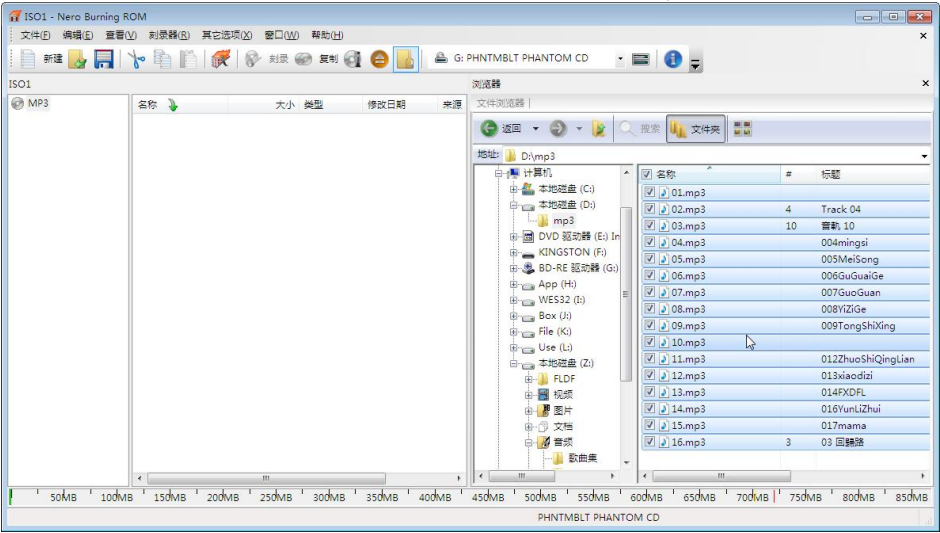 ISO1 - Nero Burning ROM
文件(F) 编辑(E) 查看(V) 刻录器(R) 其它选项(X) 窗口(W) 帮助(H)
新建 刻录 复制 G: PHNTMBLT PHANTOM CD
ISO1
MP3
名称 大小 类型 修改日期 来源
浏览器
文件浏览器
返回 搜索 文件夹
地址: D:\mp3
计算机
本地磁盘 (C:)
本地磁盘 (D:)
mp3
DVD 驱动器 (E:) In
KINGSTON (F:)
BD-RE 驱动器 (G:)
App (H:)
WES32 (I:)
Box (J:)
File (K:)
Use (L:)
本地磁盘 (Z:)
FLDF
视频
图片
文档
音频
歌曲集
名称 # 标题
01.mp3
02.mp3 4 Track 04
03.mp3 10 音軌 10
04.mp3 004mingsi
05.mp3 005MeiSong
06.mp3 006GuGuaiGe
07.mp3 007GuoGuan
08.mp3 008YiZiGe
09.mp3 009TongShiXing
10.mp3
11.mp3 012ZhuoShiQingLian
12.mp3 013xiaodizi
13.mp3 014FXDFL
14.mp3 016YunLiZhui
15.mp3 017mama
16.mp3 3 03 回歸路
50MB 100MB 150MB 200MB 250MB 300MB 350MB 400MB 450MB 500MB 550MB 600MB 650MB 700MB 750MB 800MB 850MB
PHNTMBLT PHANTOM CD